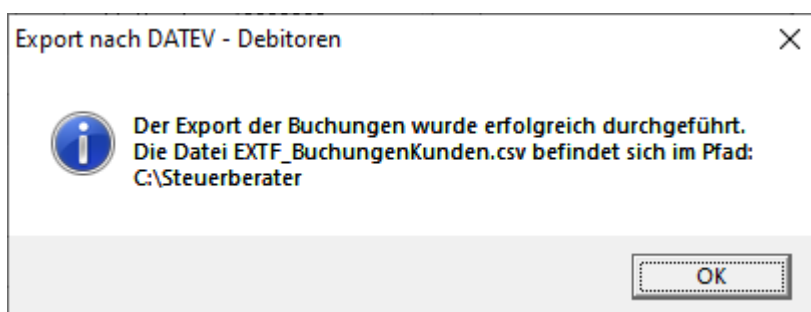 Export nach DATEV - Debitoren
Der Export der Buchungen wurde erfolgreich durchgeführt.
Die Datei EXTF_BuchungenKunden.csv befindet sich im Pfad:
C:\Steuerberater
OK